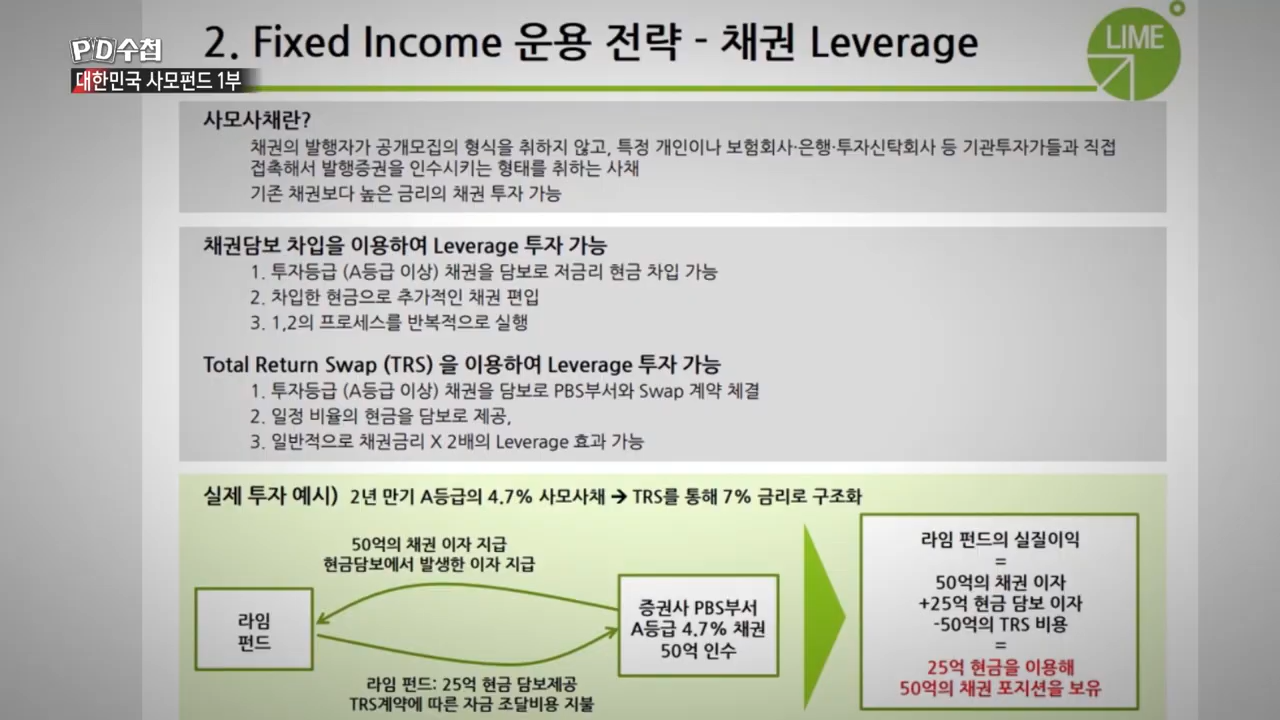 PD수첩
대한민국 사모펀드 1부
2. Fixed Income 운용 전략 - 채권 Leverage
LIME
사모사채란?
채권의 발행자가 공개모집의 형식을 취하지 않고, 특정 개인이나 보험회사·은행·투자신탁회사 등 기관투자가들과 직접
접촉해서 발행증권을 인수시키는 형태를 취하는 사채
기존 채권보다 높은 금리의 채권 투자 가능
채권담보 차입을 이용하여 Leverage 투자 가능
1. 투자등급 (A등급 이상) 채권을 담보로 저금리 현금 차입 가능
2. 차입한 현금으로 추가적인 채권 편입
3. 1,2의 프로세스를 반복적으로 실행
Total Return Swap (TRS) 을 이용하여 Leverage 투자 가능
1. 투자등급 (A등급 이상) 채권을 담보로 PBS부서와 Swap 계약 체결
2. 일정 비율의 현금을 담보로 제공,
3. 일반적으로 채권금리 X 2배의 Leverage 효과 가능
실제 투자 예시) 2년 만기 A등급의 4.7% 사모사채 → TRS를 통해 7% 금리로 구조화
50억의 채권 이자 지급
현금담보에서 발생한 이자 지급
라임
펀드
증권사 PBS부서
A등급 4.7% 채권
50억 인수
라임 펀드: 25억 현금 담보제공
TRS계약에 따른 자금 조달비용 지불
라임 펀드의 실질이익
=
50억의 채권 이자
+25억 현금 담보 이자
-50억의 TRS 비용
=
25억 현금을 이용해
50억의 채권 포지션을 보유